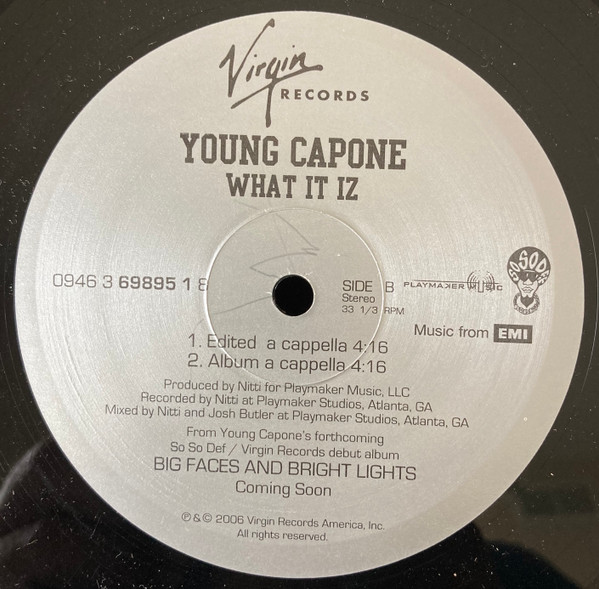 Virgin
RECORDS
YOUNG CAPONE
WHAT IT IZ
0946 3 69895 1 8
SIDE B
Stereo
33 1/3 RPM
PLAYMAKER MUSIC
SO SO DEF
Music from EMI
1. Edited a cappella 4:16
2. Album a cappella 4:16
Produced by Nitti for Playmaker Music, LLC
Recorded by Nitti at Playmaker Studios, Atlanta, GA
Mixed by Nitti and Josh Butler at Playmaker Studios, Atlanta, GA
From Young Capone's forthcoming
So So Def / Virgin Records debut album
BIG FACES AND BRIGHT LIGHTS
Coming Soon
℗ & © 2006 Virgin Records America, Inc.
All rights reserved.